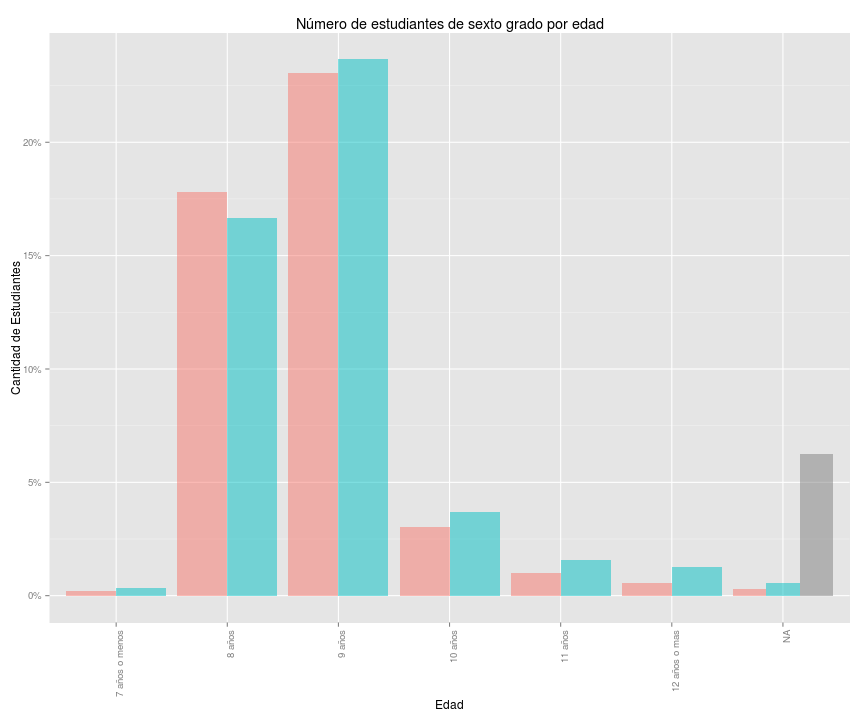 Número de estudiantes de sexto grado por edad
Cantidad de Estudiantes
20%
15%
10%
5%
0%
7 años o menos
8 años
9 años
10 años
11 años
12 años o mas
NA
Edad